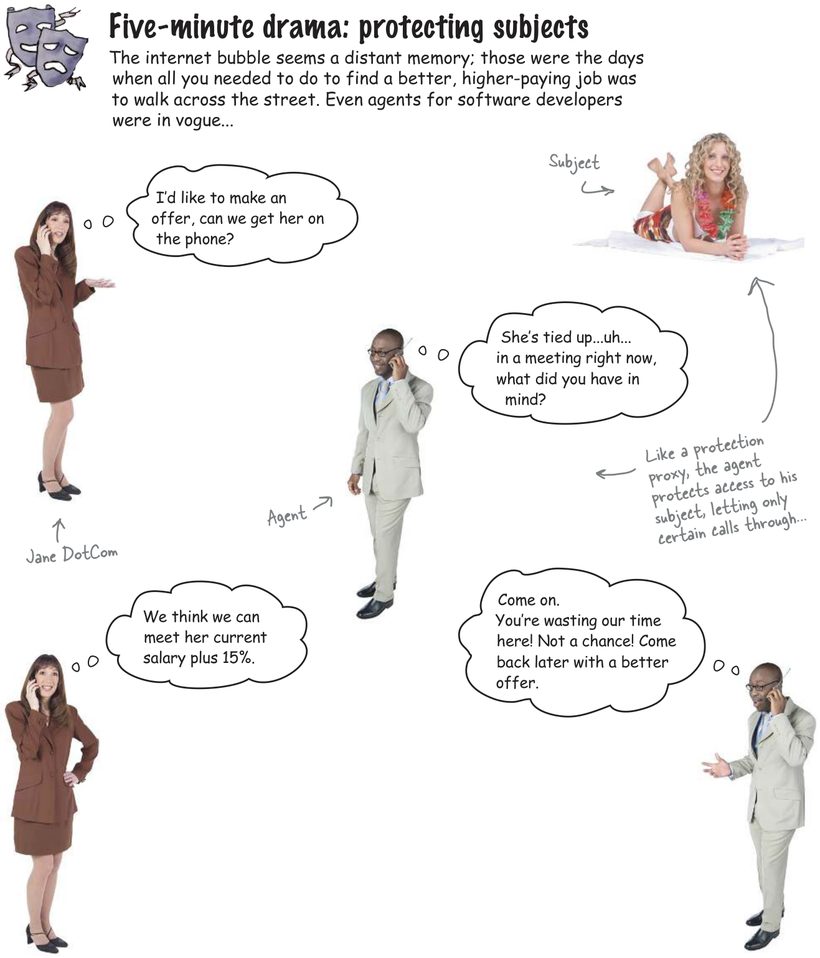 Five-minute drama: protecting subjects
The internet bubble seems a distant memory; those were the days
when all you needed to do to find a better, higher-paying job was
to walk across the street. Even agents for software developers
were in vogue...
Subject
I'd like to make an
offer, can we get her on
the phone?
She's tied up...uh...
in a meeting right now,
what did you have in
mind?
Like a protection
proxy, the agent
protects access to his
subject, letting only
certain calls through...
Agent
Jane DotCom
We think we can
meet her current
salary plus 15%.
Come on.
You're wasting our time
here! Not a chance! Come
back later with a better
offer.